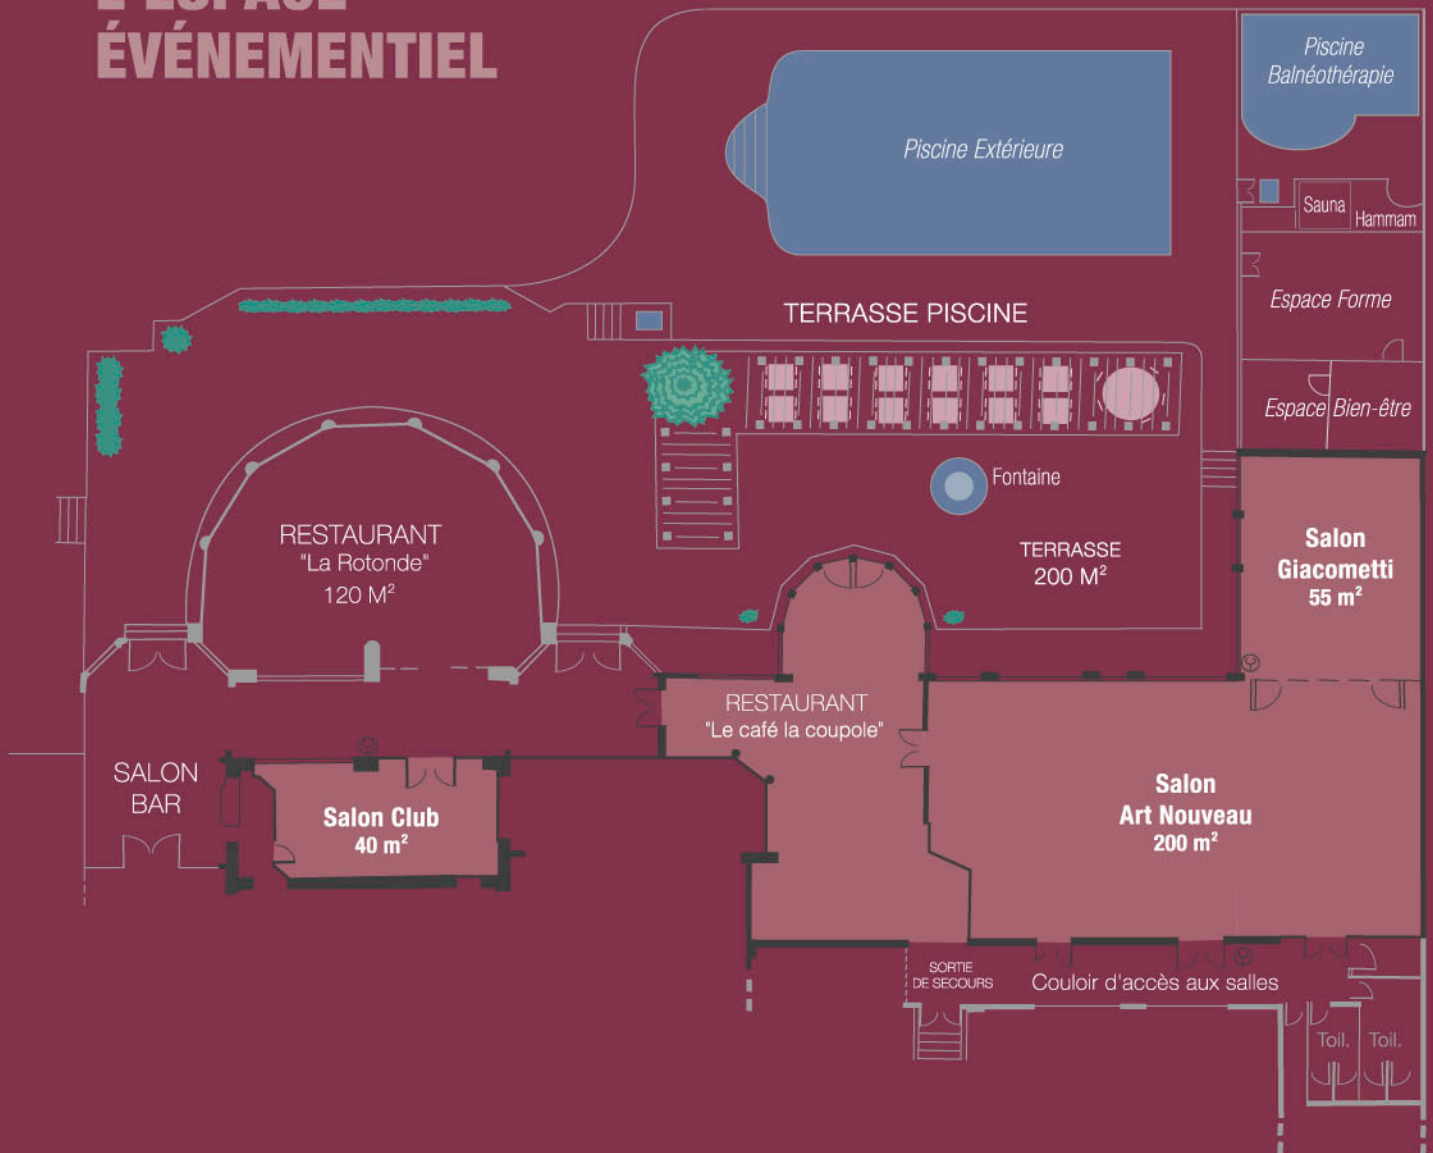 L'ESPACE
ÉVÉNEMENTIEL
Piscine
Balnéothérapie
Piscine Extérieure
Sauna
Hammam
Espace Forme
TERRASSE PISCINE
Espace Bien-être
Fontaine
RESTAURANT
"La Rotonde"
120 M²
TERRASSE
200 M²
Salon
Giacometti
55 m²
RESTAURANT
"Le café la coupole"
SALON
BAR
Salon Club
40 m²
Salon
Art Nouveau
200 m²
SORTIE
DE SECOURS
Couloir d'accès aux salles
Toil.
Toil.